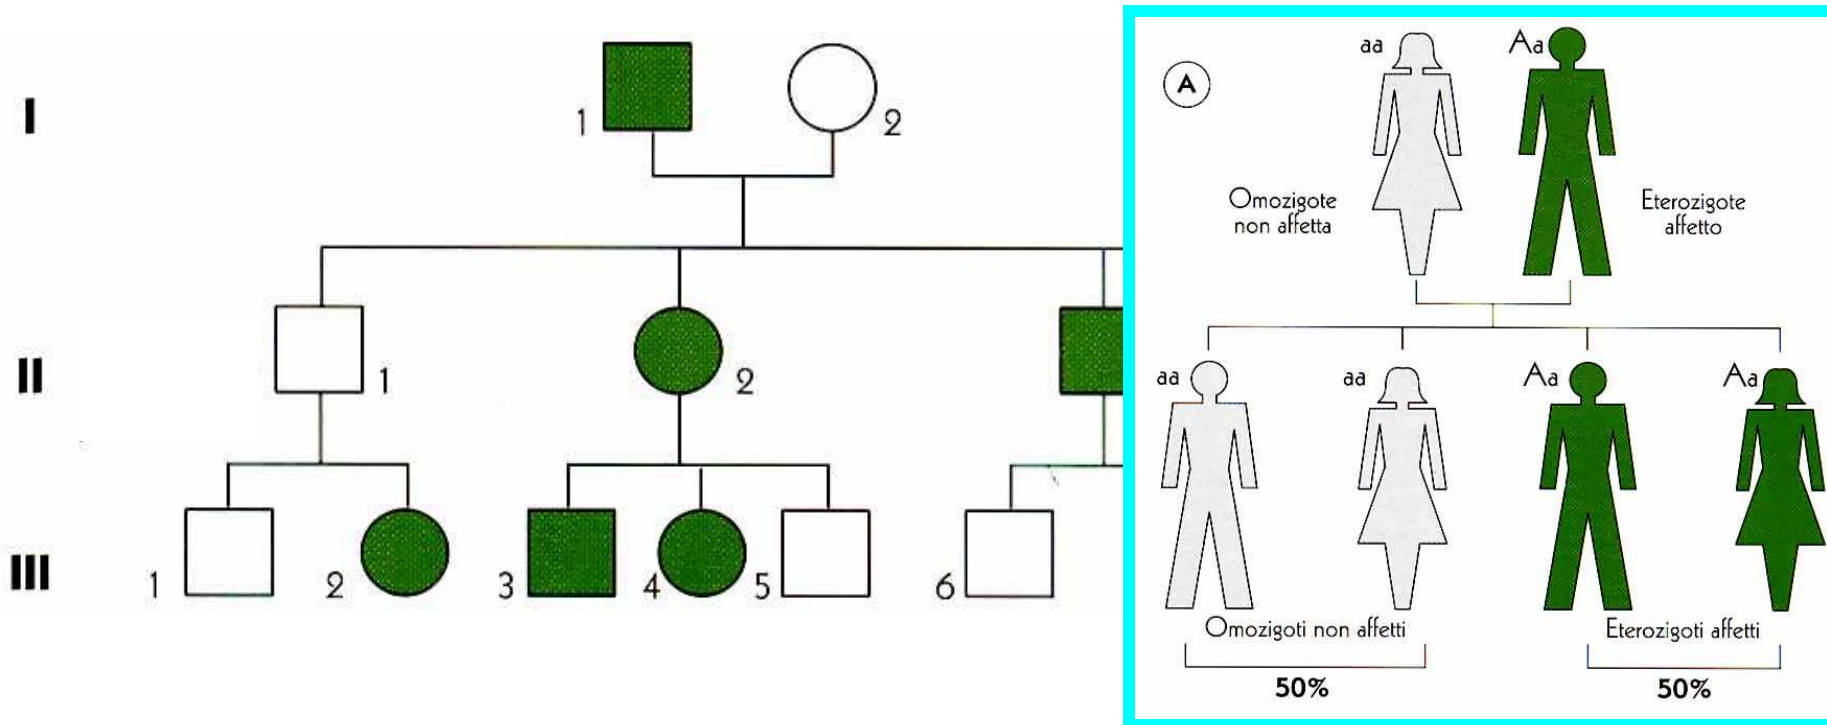 I
1
2
II
1
2
III
1
2
3
4
5
6
A
aa
Aa
Omozigote
non affetta
Eterozigote
affetto
aa
aa
Aa
Aa
Omozigoti non affetti
Eterozigoti affetti
50%
50%